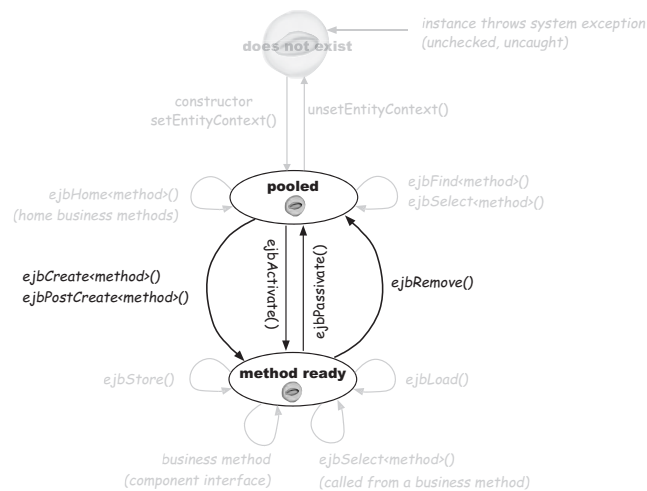 instance throws system exception
(unchecked, uncaught)
does not exist
constructor
setEntityContext()
unsetEntityContext()
pooled
ejbHome<method>()
(home business methods)
ejbFind<method>()
ejbSelect<method>()
ejbActivate()
ejbPassivate()
ejbCreate<method>()
ejbPostCreate<method>()
ejbRemove()
method ready
ejbStore()
ejbLoad()
business method
(component interface)
ejbSelect<method>()
(called from a business method)